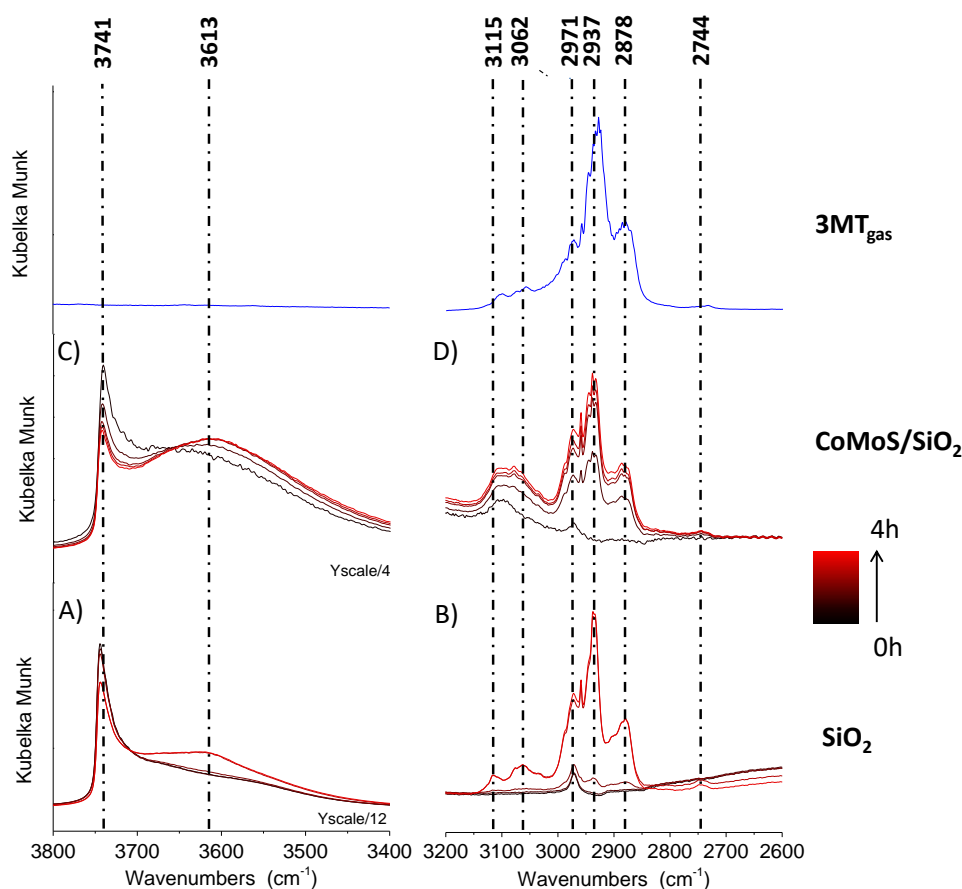 3741
3613
3115
3062
2971
2937
2878
2744
Kubelka Munk
3MTgas
C)
D)
Kubelka Munk
CoMoS/SiO2
Yscale/4
4h
0h
A)
B)
Kubelka Munk
SiO2
Yscale/12
3800 3700 3600 3500 3400
3200 3100 3000 2900 2800 2700 2600
Wavenumbers (cm-1)
Wavenumbers (cm-1)